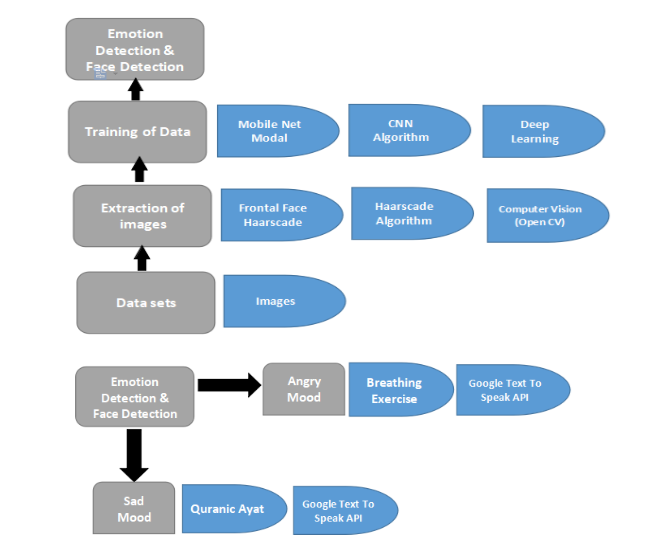 Emotion
Detection &
Face Detection
Training of Data
Mobile Net
Modal
CNN
Algorithm
Deep
Learning
Extraction of
images
Frontal Face
Haarscade
Haarscade
Algorithm
Computer Vision
(Open CV)
Data sets
Images
Emotion
Detection &
Face Detection
Angry
Mood
Breathing
Exercise
Google Text To
Speak API
Sad
Mood
Quranic Ayat
Google Text To
Speak API